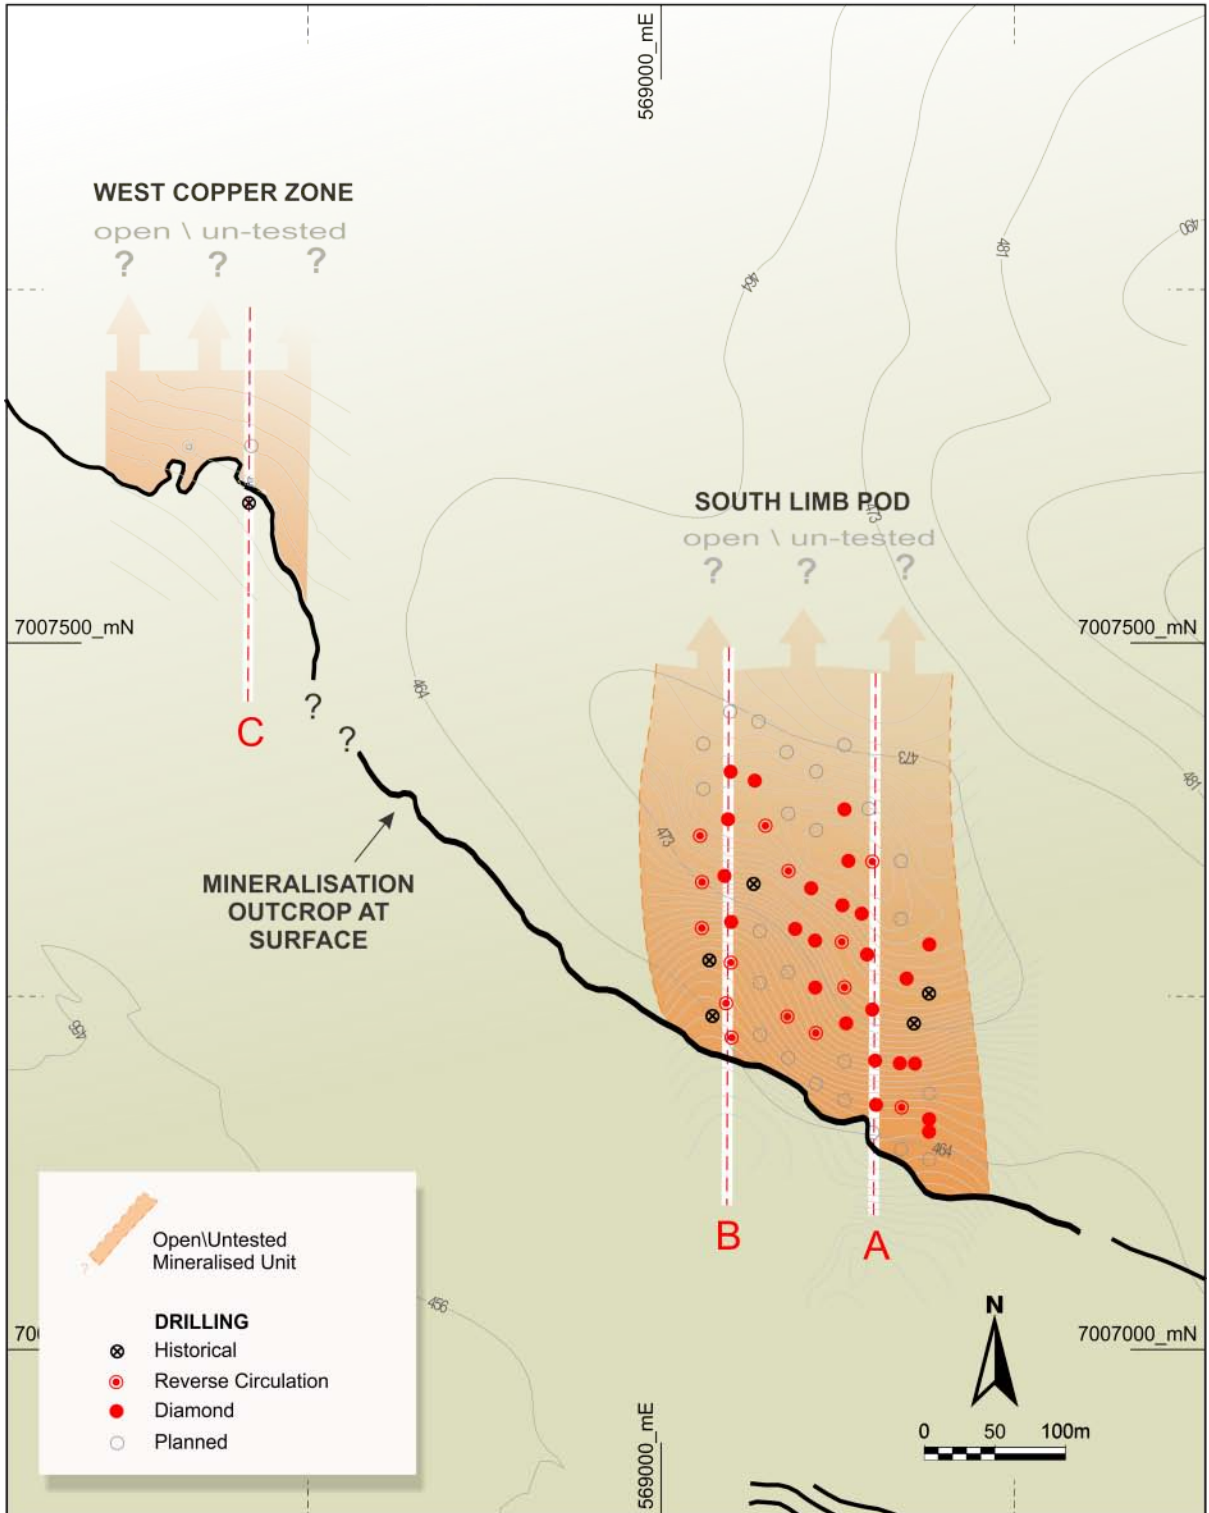 569000_mE
WEST COPPER ZONE
open \ un-tested
? ? ?
490
481
464
SOUTH LIMB POD
473
open \ un-tested
? ? ?
7007500_mN
7007500_mN
464
?
C
?
473
481
473
MINERALISATION
OUTCROP AT
SURFACE
456
464
B
A
?
Open\Untested
Mineralised Unit
456
N
DRILLING
700
7007000_mN
Historical
Reverse Circulation
Diamond
Planned
0 50 100m
569000_mE